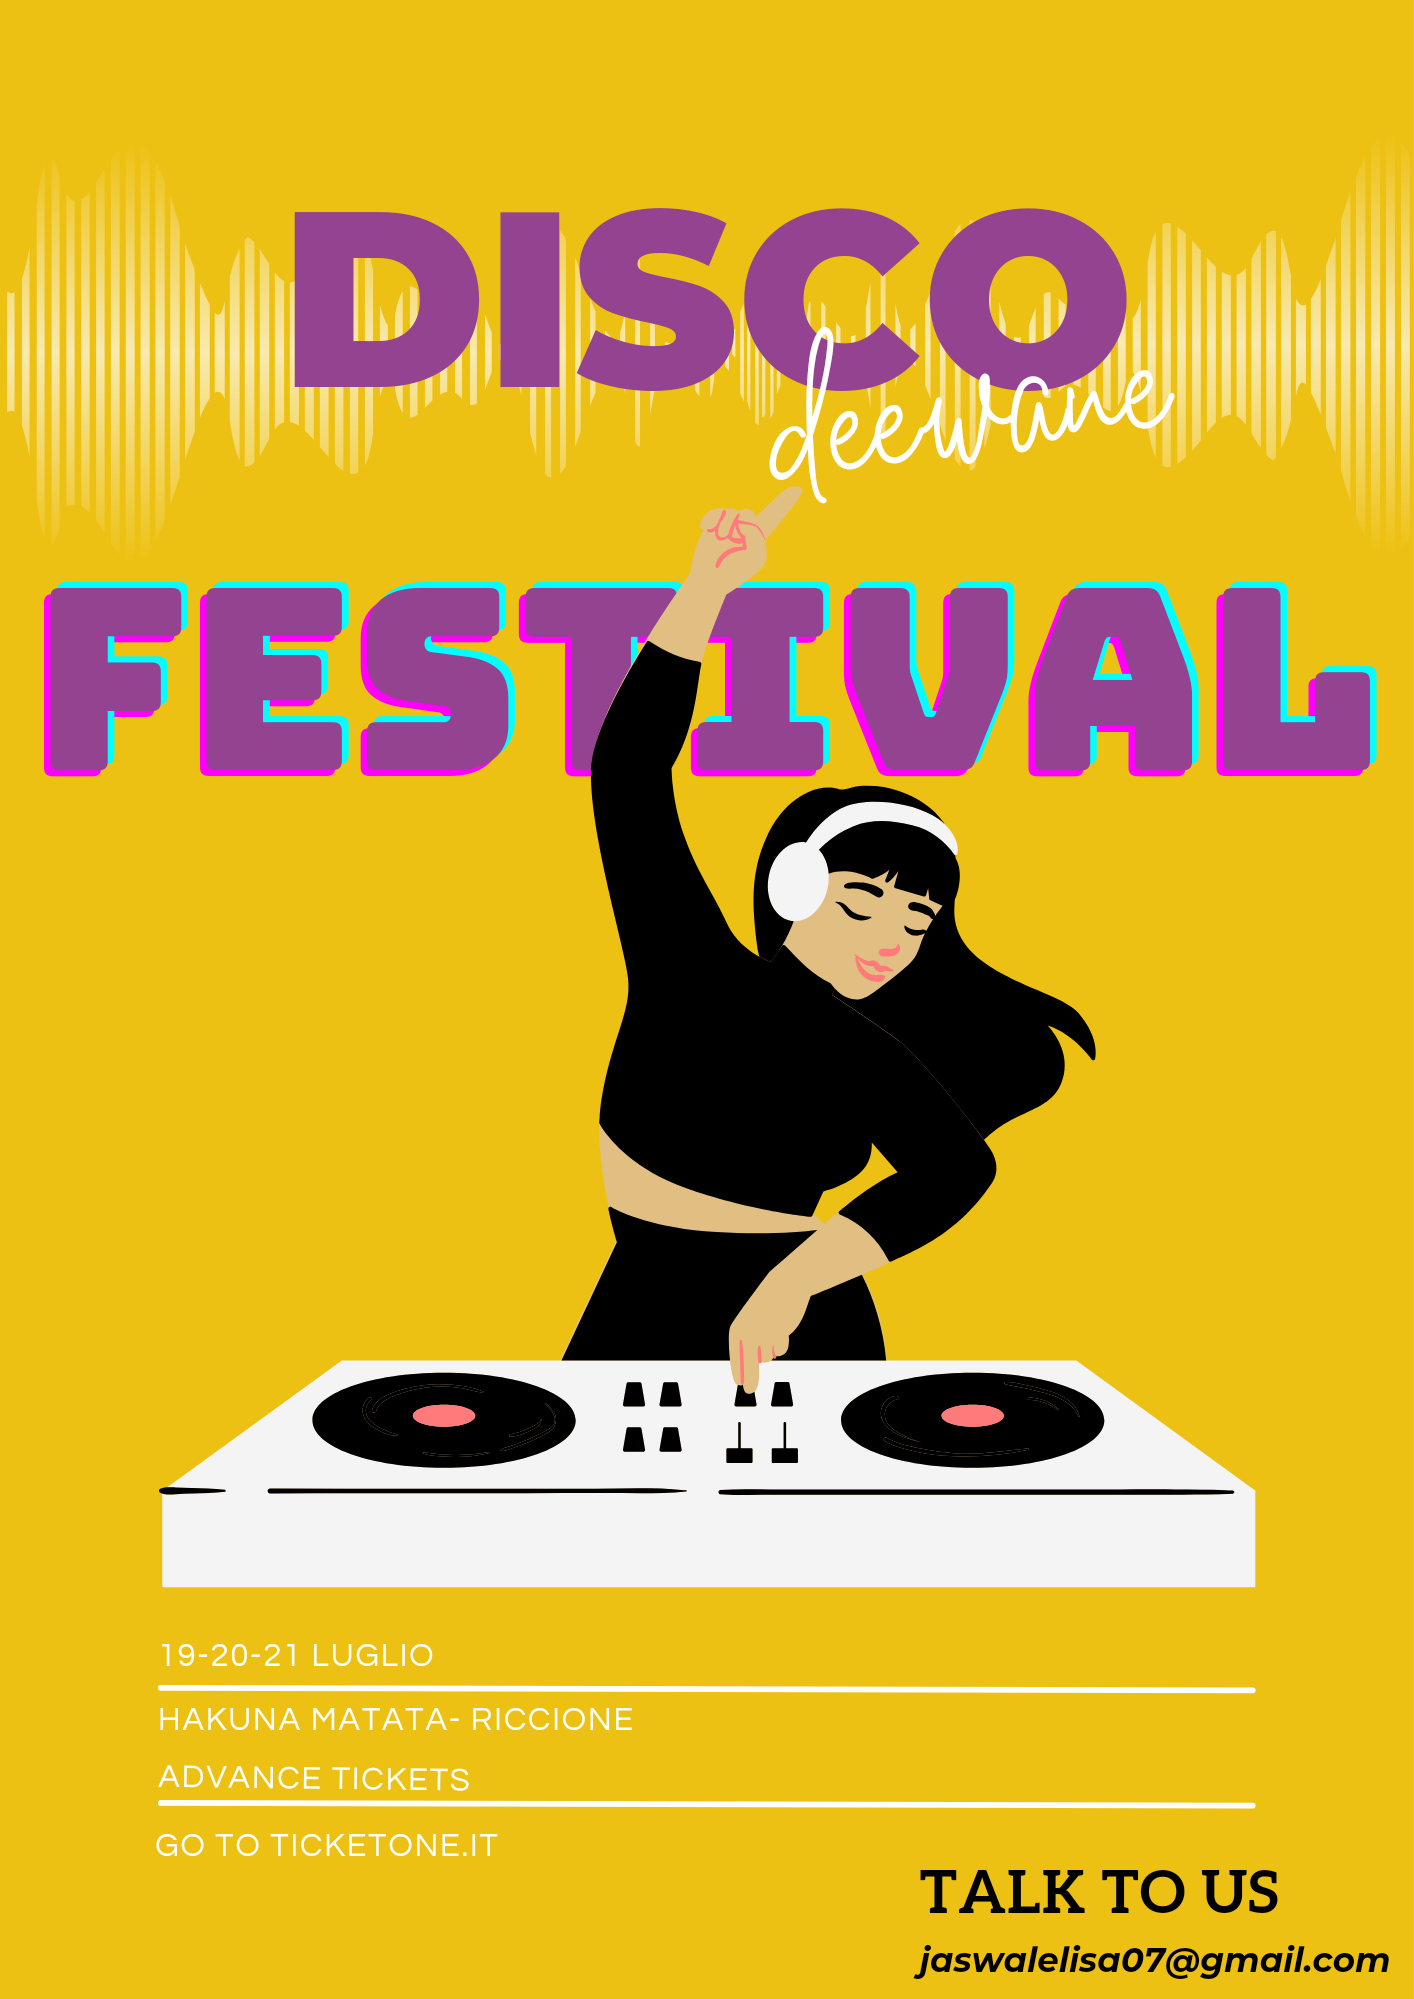 DISCO
deewane
FESTIVAL
19-20-21 LUGLIO
HAKUNA MATATA- RICCIONE
ADVANCE TICKETS
GO TO TICKETONE.IT
TALK TO US
jaswalelisa07@gmail.com